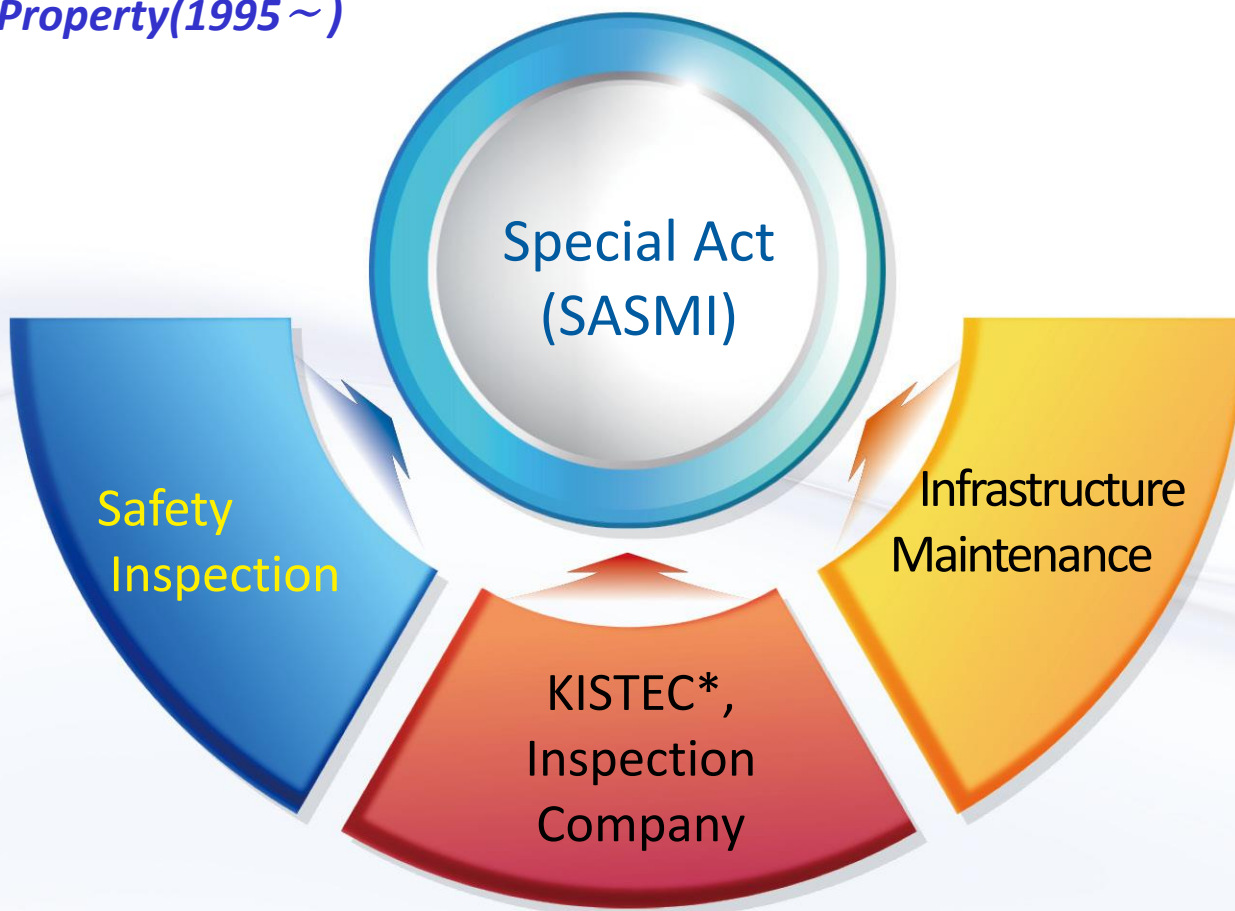 Property(1995～)
Special Act
(SASMI)
Safety
Inspection
Infrastructure
Maintenance
KISTEC*,
Inspection
Company